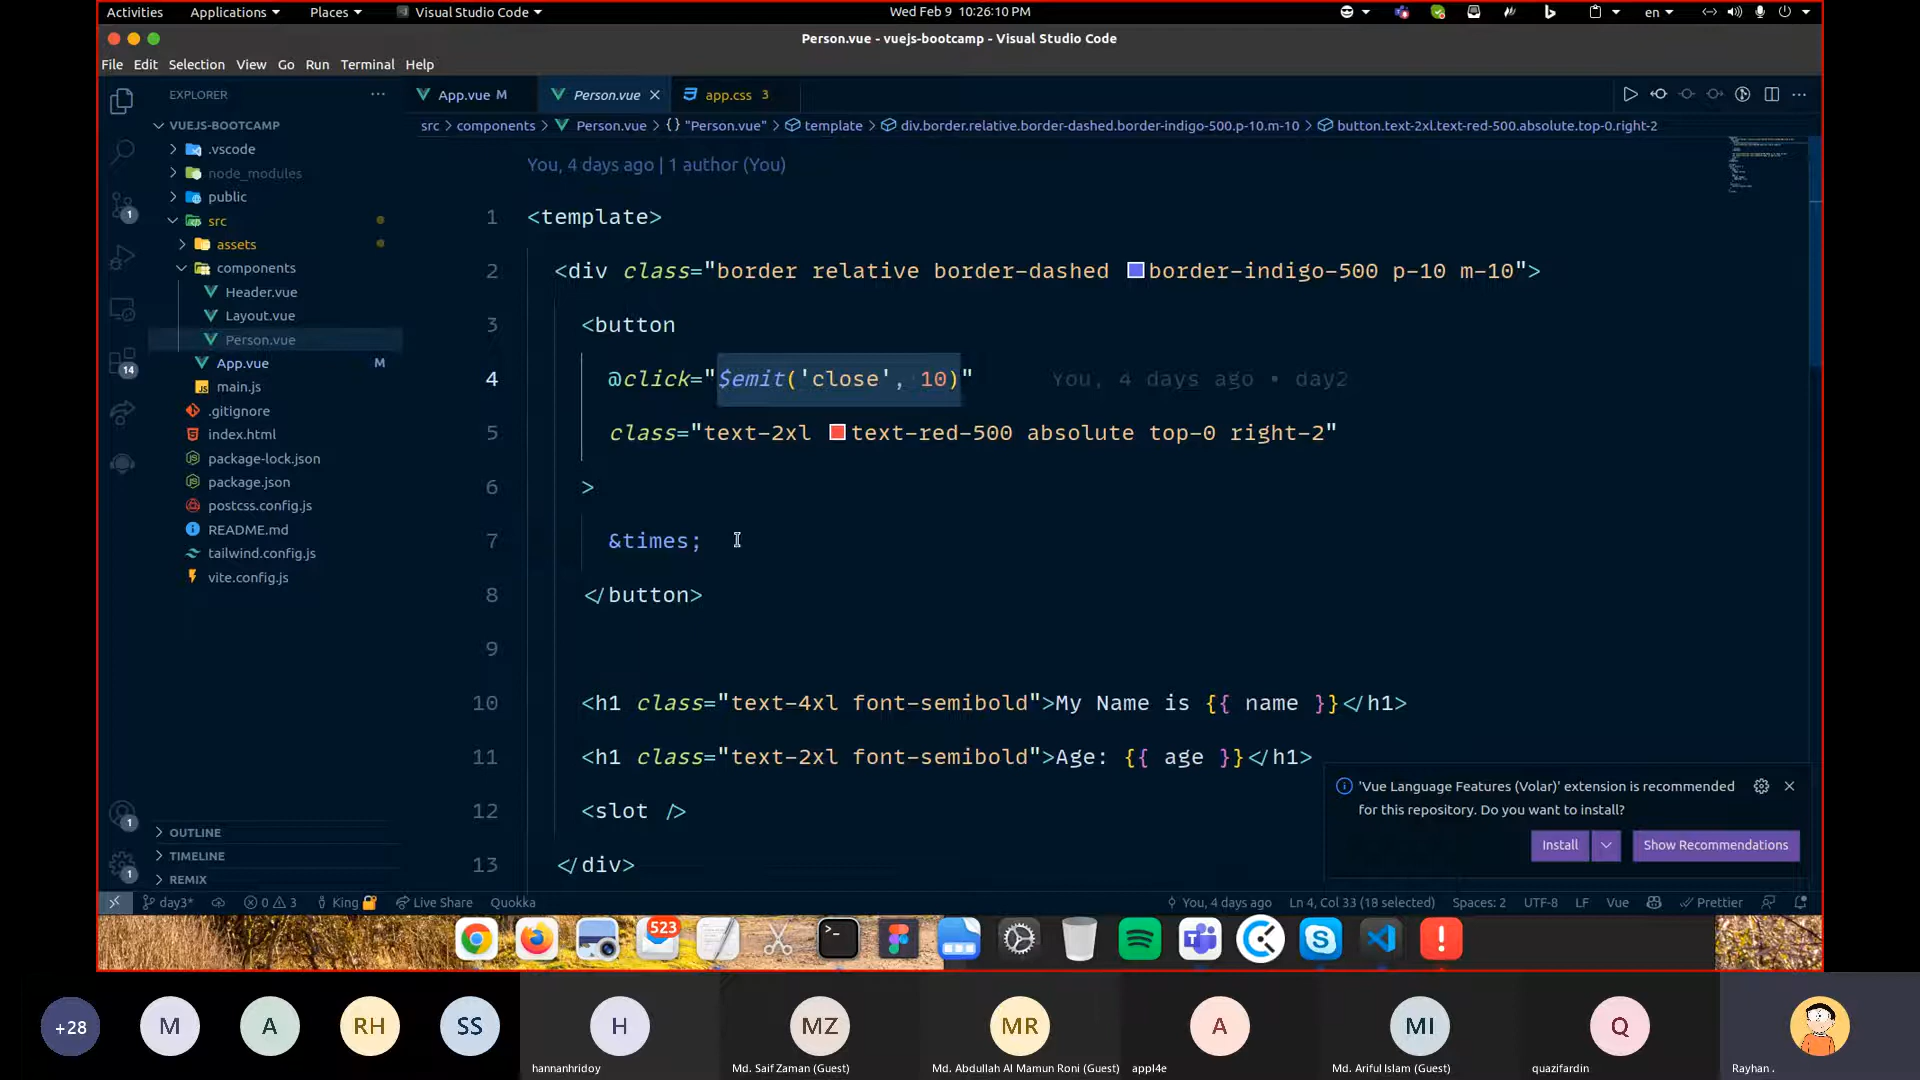 Activities
Applications
Places
Visual Studio Code
Wed Feb 9 10:26:10 PM
en
Person.vue - vuejs-bootcamp - Visual Studio Code
File Edit Selection View Go Run Terminal Help
EXPLORER
App.vue M
Person.vue
app.css 3
VUEJS-BOOTCAMP
src > components > Person.vue > {} "Person.vue" > template > div.border.relative.border-dashed.border-indigo-500.p-10.m-10 > button.text-2xl.text-red-500.absolute.top-0.right-2
.vscode
node_modules
public
src
assets
components
Header.vue
Layout.vue
Person.vue
App.vue M
main.js
.gitignore
index.html
package-lock.json
package.json
postcss.config.js
README.md
tailwind.config.js
vite.config.js
OUTLINE
TIMELINE
REMIX
1
14
1
1
You, 4 days ago | 1 author (You)
1 <template>
2 <div class="border relative border-dashed border-indigo-500 p-10 m-10">
3 <button
4 @click="$emit('close', 10)" You, 4 days ago • day2
5 class="text-2xl text-red-500 absolute top-0 right-2"
6 >
7 &times;
8 </button>
9
10 <h1 class="text-4xl font-semibold">My Name is {{ name }}</h1>
11 <h1 class="text-2xl font-semibold">Age: {{ age }}</h1>
12 <slot />
13 </div>
'Vue Language Features (Volar)' extension is recommended
for this repository. Do you want to install?
Install
Show Recommendations
day3*
0 3
King
Live Share
Quokka
You, 4 days ago
Ln 4, Col 33 (18 selected)
Spaces: 2
UTF-8
LF
Vue
Prettier
523
+28
M
A
RH
SS
H
MZ
MR
A
MI
Q
hannanhridoy
Md. Saif Zaman (Guest)
Md. Abdullah Al Mamun Roni (Guest)
appl4e
Md. Ariful Islam (Guest)
quazifardin
Rayhan .